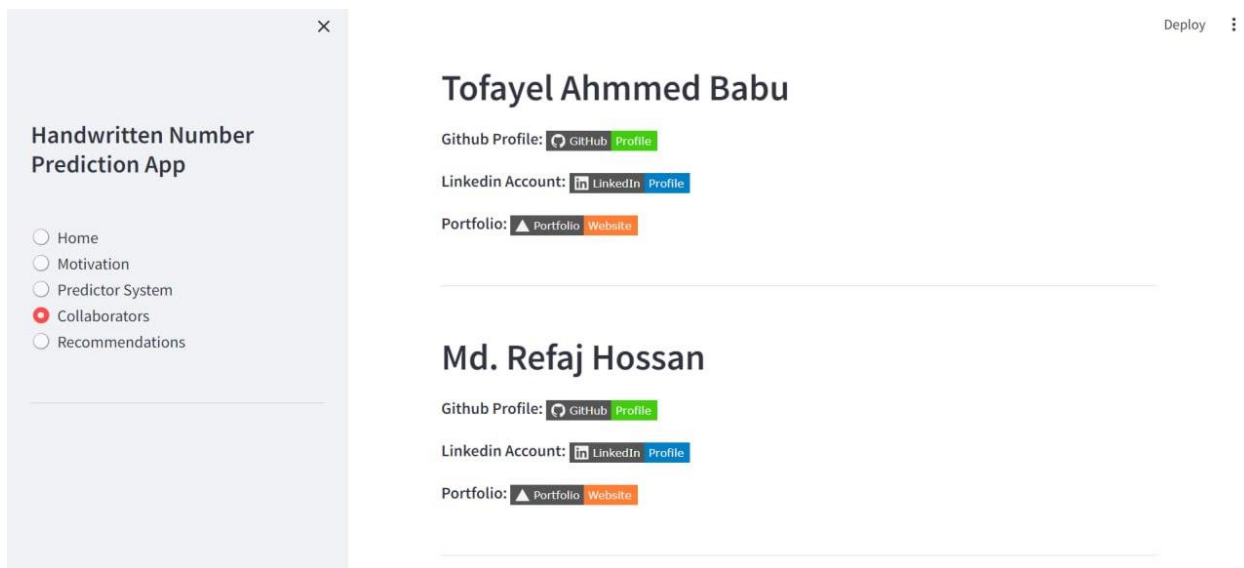 Deploy
Handwritten Number
Prediction App
Home
Motivation
Predictor System
Collaborators
Recommendations
Tofayel Ahmmed Babu
Github Profile: GitHub Profile
Linkedin Account: in LinkedIn Profile
Portfolio: Portfolio Website
Md. Refaj Hossan
Github Profile: GitHub Profile
Linkedin Account: in LinkedIn Profile
Portfolio: Portfolio Website